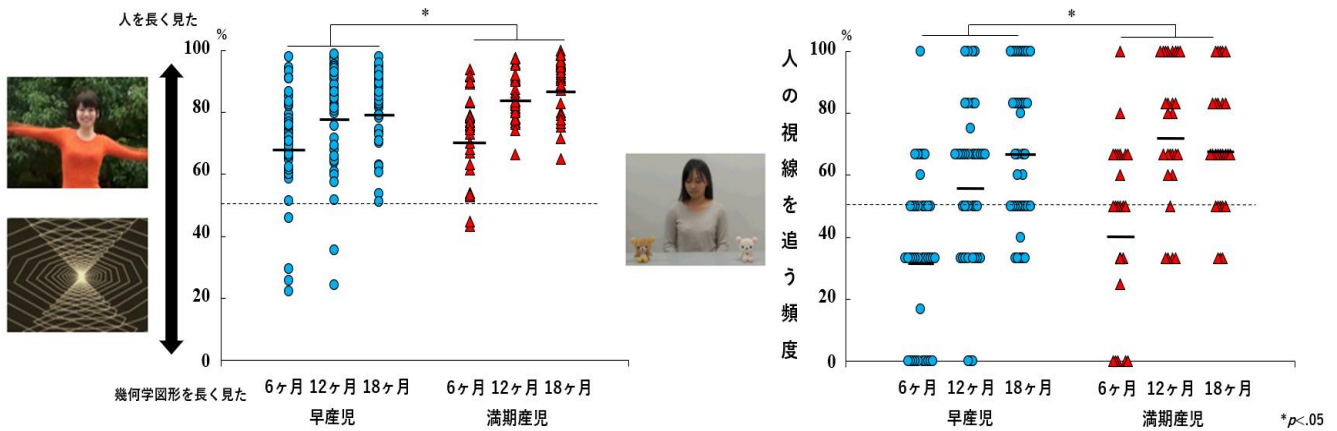 人を長く見た
%
*
100
80
60
40
20
0
幾何学図形を長く見た
6ヶ月 12ヶ月 18ヶ月
早産児
6ヶ月 12ヶ月 18ヶ月
満期産児
人の視線を追う頻度
%
*
100
80
60
40
20
0
6ヶ月 12ヶ月 18ヶ月
早産児
6ヶ月 12ヶ月 18ヶ月
満期産児
*p<.05